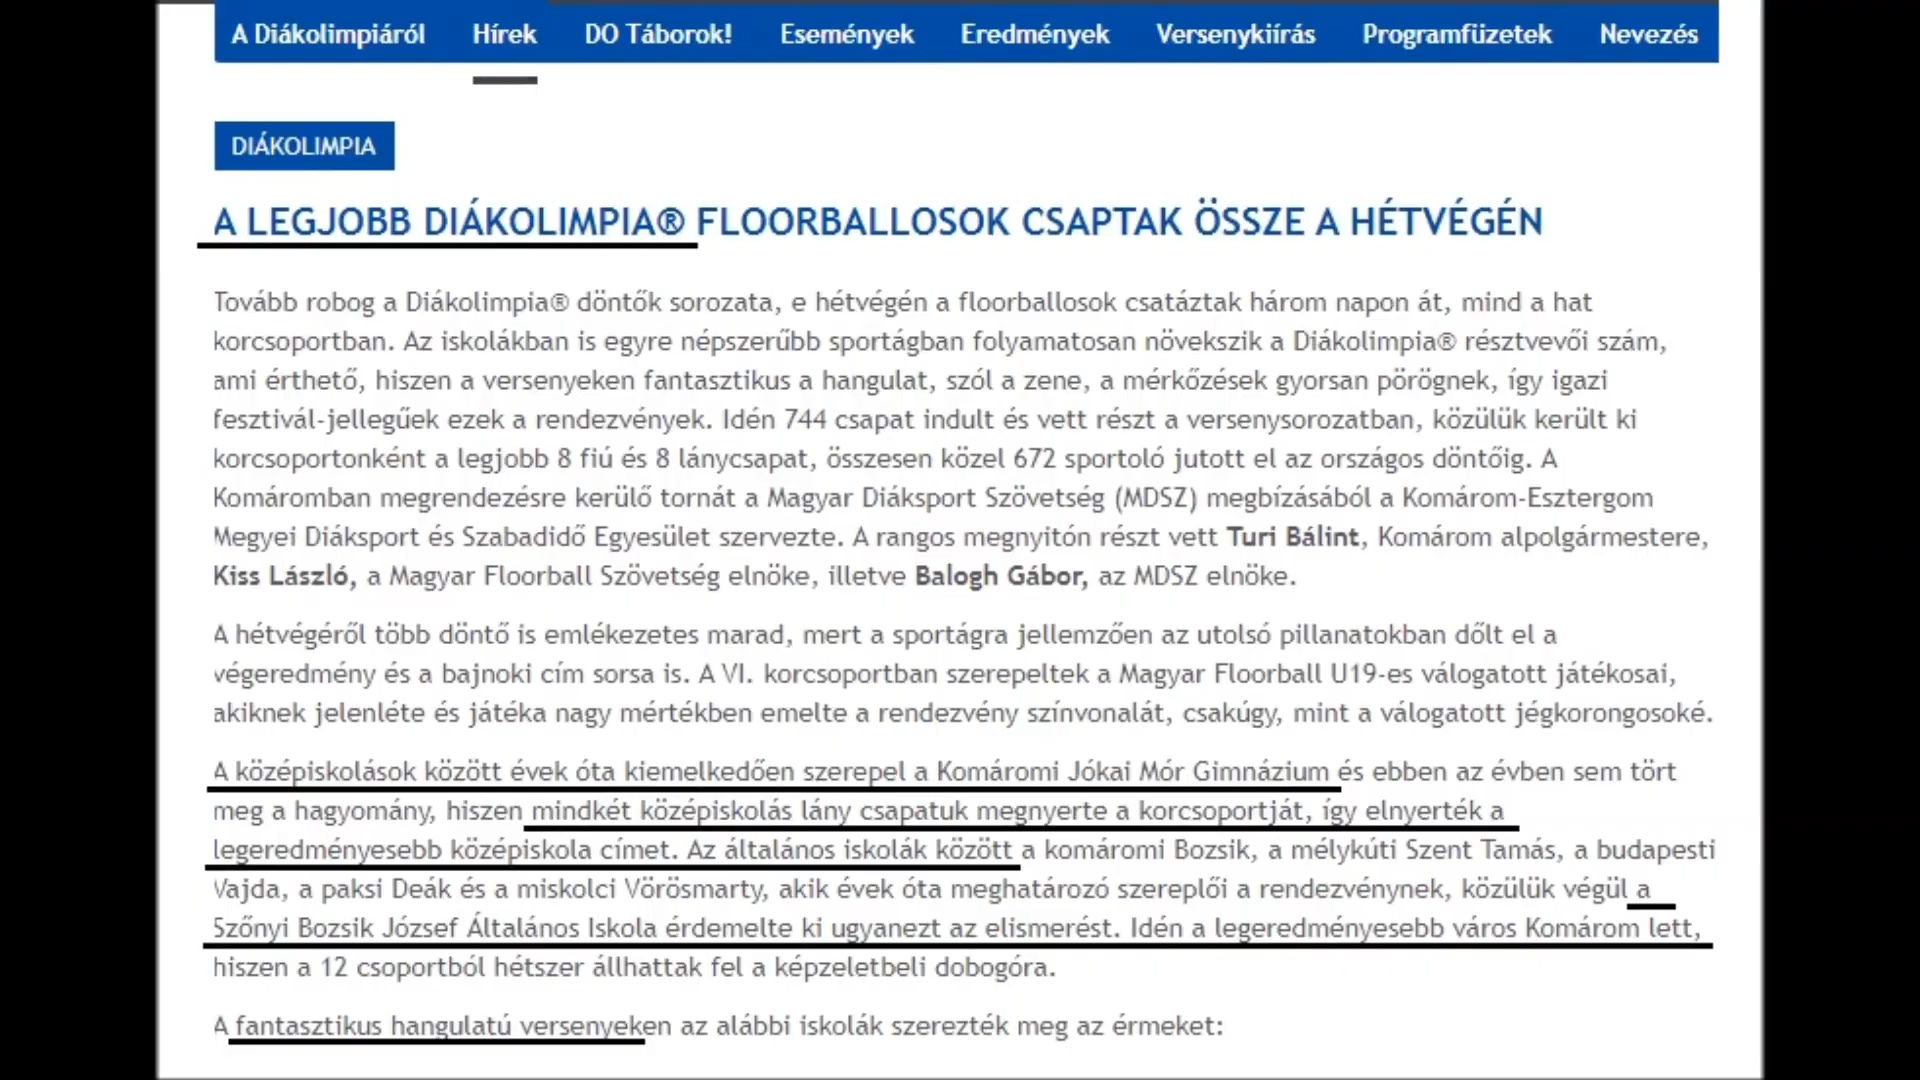 A Diákolimpiáról Hírek DO Táborok! Események Eredmények Versenykiírás Programfüzetek Nevezés
DIÁKOLIMPIA
A LEGJOBB DIÁKOLIMPIA® FLOORBALLOSOK CSAPTAK ÖSSZE A HÉTVÉGÉN
Tovább robog a Diákolimpia® döntők sorozata, e hétvégén a floorballosok csatáztak három napon át, mind a hat
korcsoportban. Az iskolákban is egyre népszerűbb sportágban folyamatosan növekszik a Diákolimpia® résztvevői szám,
ami érthető, hiszen a versenyeken fantasztikus a hangulat, szól a zene, a mérkőzések gyorsan pörögnek, így igazi
fesztivál-jellegűek ezek a rendezvények. Idén 744 csapat indult és vett részt a versenysorozatban, közülük került ki
korcsoportonként a legjobb 8 fiú és 8 lánycsapat, összesen közel 672 sportoló jutott el az országos döntőig. A
Komáromban megrendezésre kerülő tornát a Magyar Diáksport Szövetség (MDSZ) megbízásából a Komárom-Esztergom
Megyei Diáksport és Szabadidő Egyesület szervezte. A rangos megnyitón részt vett Turi Bálint, Komárom alpolgármestere,
Kiss László, a Magyar Floorball Szövetség elnöke, illetve Balogh Gábor, az MDSZ elnöke.
A hétvégéről több döntő is emlékezetes marad, mert a sportágra jellemzően az utolsó pillanatokban dőlt el a
végeredmény és a bajnoki cím sorsa is. A VI. korcsoportban szerepeltek a Magyar Floorball U19-es válogatott játékosai,
akiknek jelenléte és játéka nagy mértékben emelte a rendezvény színvonalát, csakúgy, mint a válogatott jégkorongosoké.
A középiskolások között évek óta kiemelkedően szerepel a Komáromi Jókai Mór Gimnázium és ebben az évben sem tört
meg a hagyomány, hiszen mindkét középiskolás lány csapatuk megnyerte a korcsoportját, így elnyerték a
legeredményesebb középiskola címet. Az általános iskolák között a komáromi Bozsik, a mélykúti Szent Tamás, a budapesti
Vajda, a paksi Deák és a miskolci Vörösmarty, akik évek óta meghatározó szereplői a rendezvénynek, közülük végül a
Szőnyi Bozsik József Általános Iskola érdemelte ki ugyanezt az elismerést. Idén a legeredményesebb város Komárom lett,
hiszen a 12 csoportból hétszer állhattak fel a képzeletbeli dobogóra.
A fantasztikus hangulatú versenyeken az alábbi iskolák szerezték meg az érmeket: